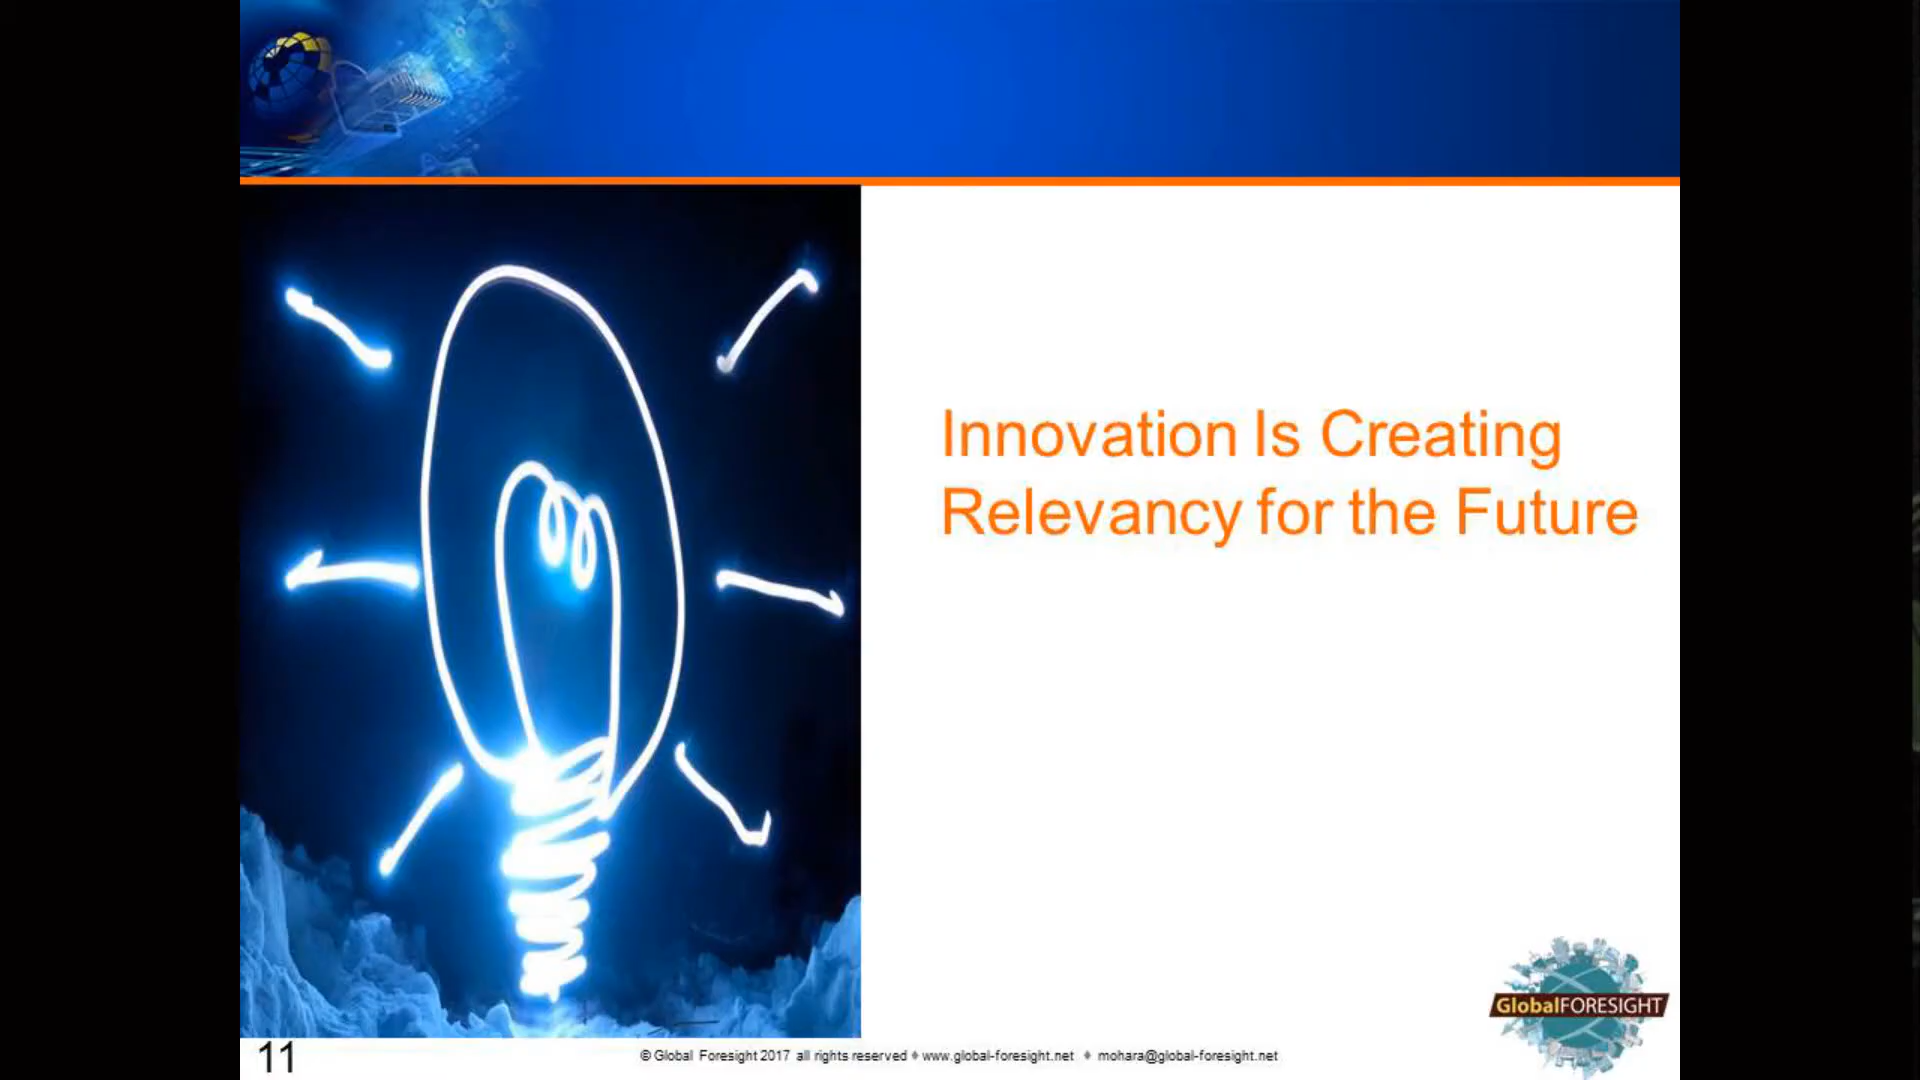 Innovation Is Creating
Relevancy for the Future
GlobalFORESIGHT
11
© Global Foresight 2017 all rights reserved ♦ www.global-foresight.net ♦ mohara@global-foresight.net